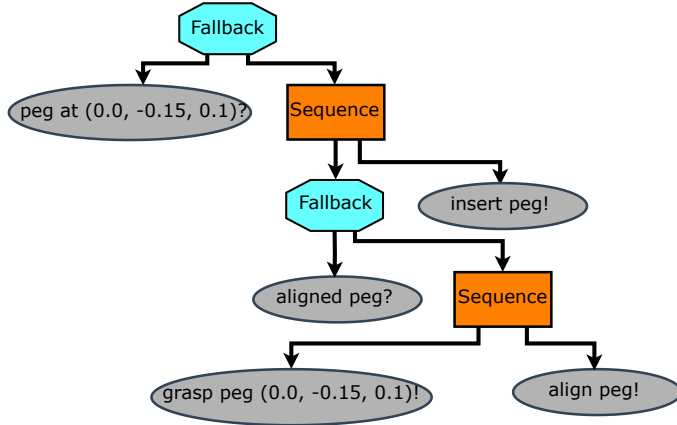 Fallback
peg at (0.0, -0.15, 0.1)?
Sequence
Fallback
insert peg!
aligned peg?
Sequence
grasp peg (0.0, -0.15, 0.1)!
align peg!